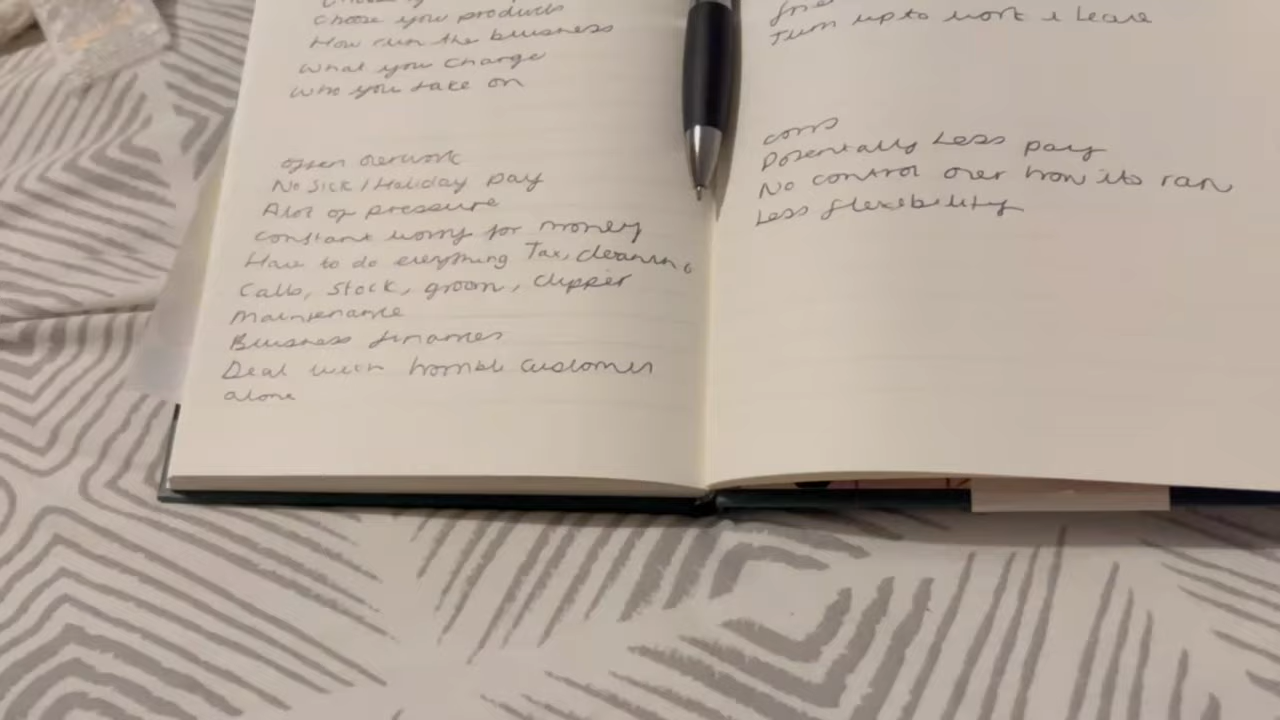 Choose your products
How run the business
What you charge
Who you take on
often overwork
No Sick / Holiday pay
Alot of pressure
constant worry for money
Have to do everything Tax, cleaning
Calls, Stock, groom, clipper
maintenance
Business finances
Deal with horrible customers
alone
Turn up to work & leave
cons
Potentially Less pay
No control over how its ran
Less flexibility